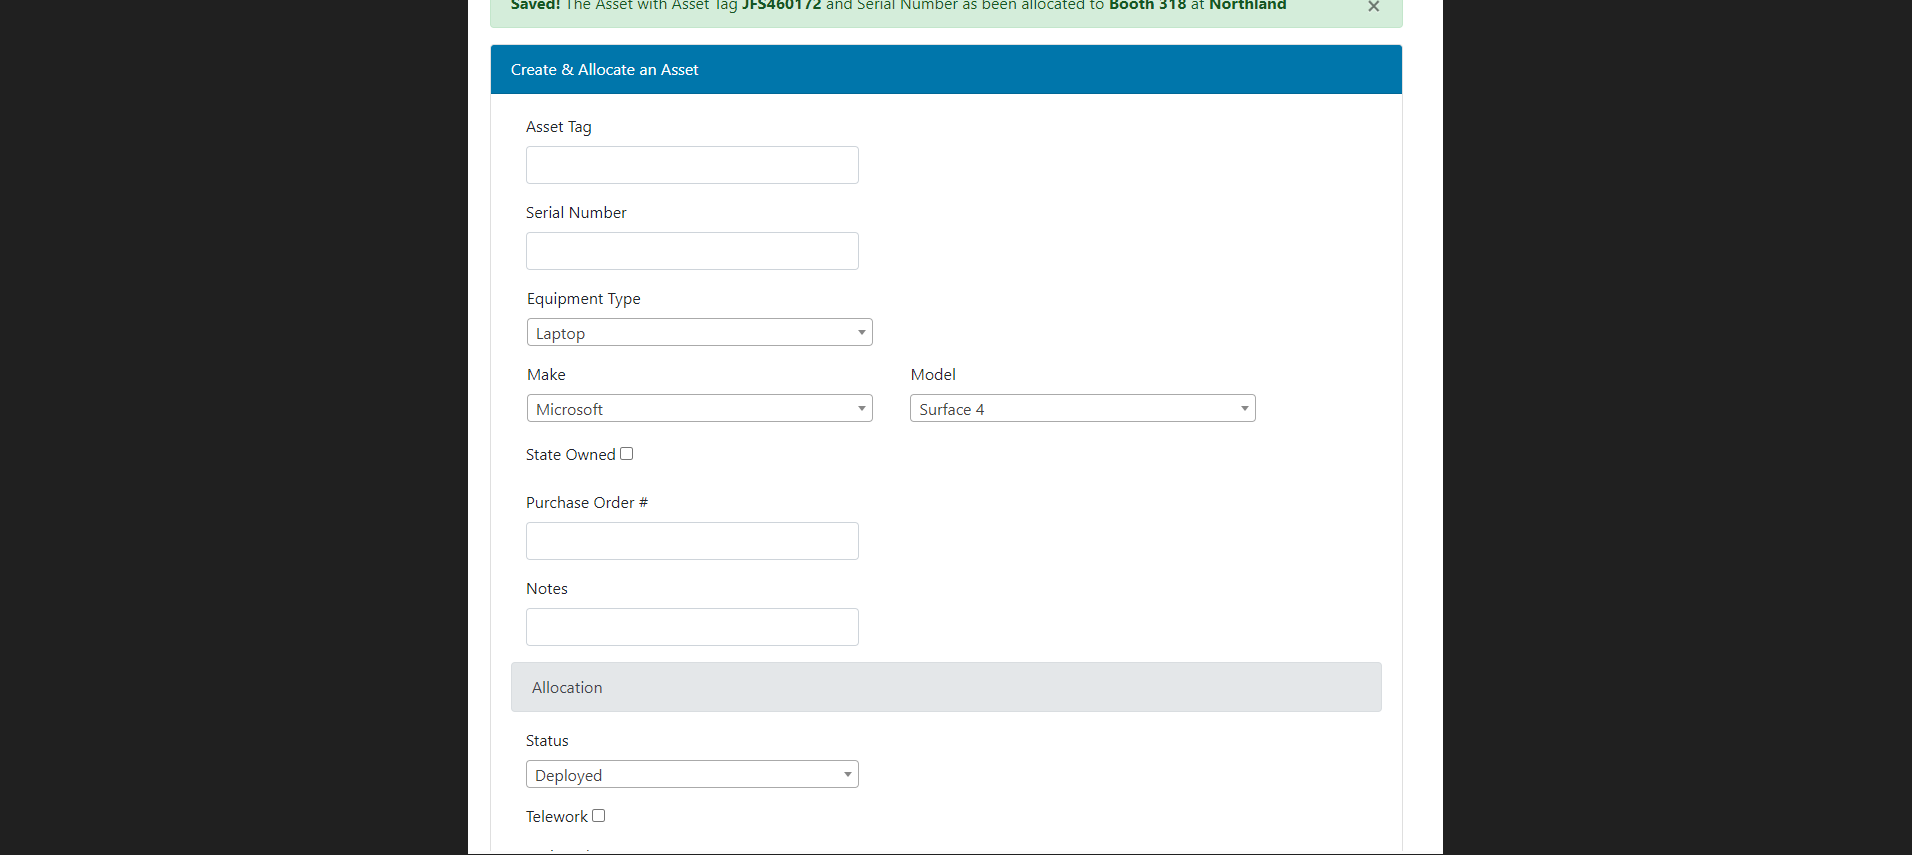 Saved! The Asset with Asset Tag JFS460172 and Serial Number as been allocated to Booth 318 at Northland ×
Create & Allocate an Asset
Asset Tag
Serial Number
Equipment Type
Laptop
Make Model
Microsoft Surface 4
State Owned
Purchase Order #
Notes
Allocation
Status
Deployed
Telework